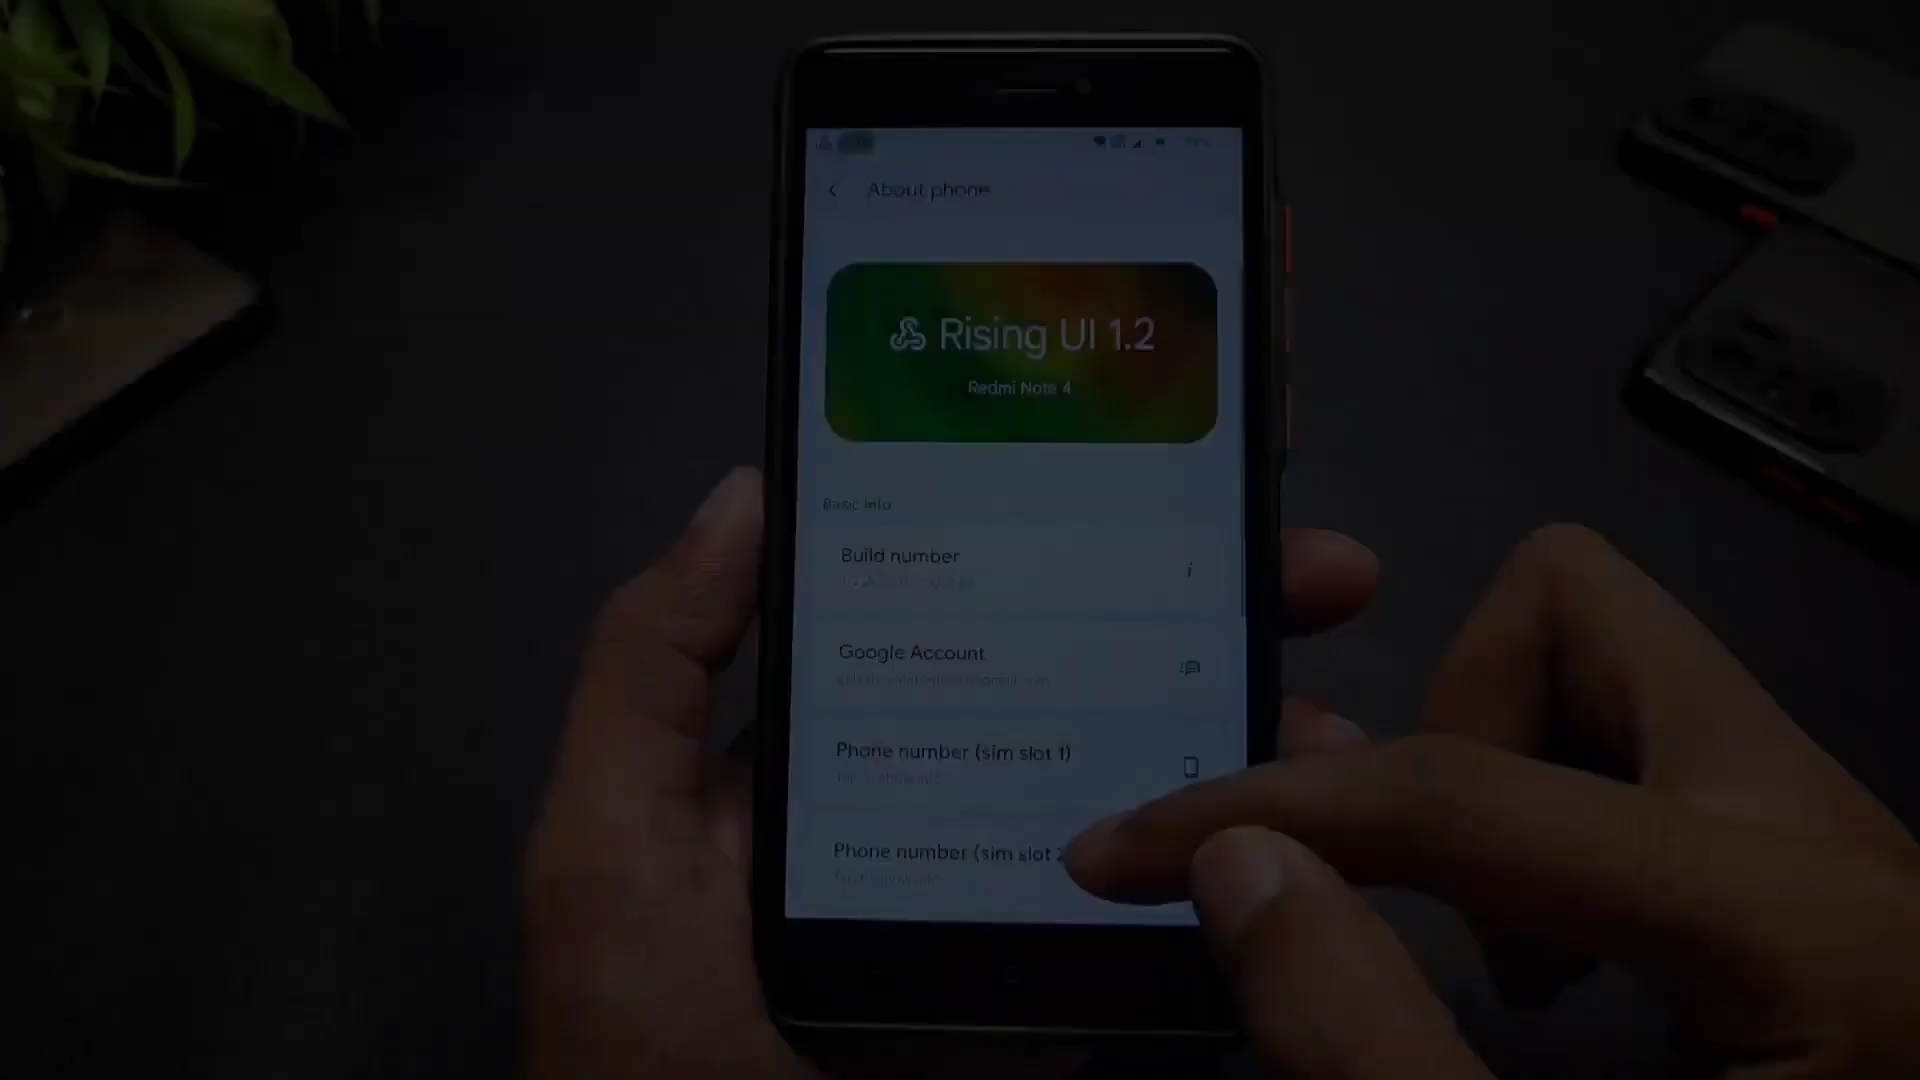 About phone
Rising UI 1.2
Redmi Note 4
Basic info
Build number
Google Account
Phone number (sim slot 1)
Phone number (sim slot